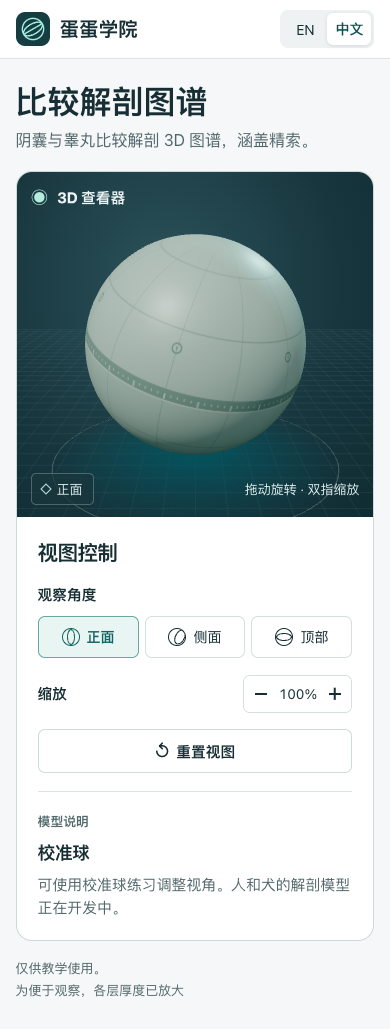 蛋蛋学院
EN
中文
比较解剖图谱
阴囊与睾丸比较解剖 3D 图谱，涵盖精索。
3D 查看器
正面
拖动旋转 · 双指缩放
视图控制
观察角度
正面
侧面
顶部
缩放
100%
重置视图
模型说明
校准球
可使用校准球练习调整视角。人和犬的解剖模型
正在开发中。
仅供教学使用。
为便于观察，各层厚度已放大